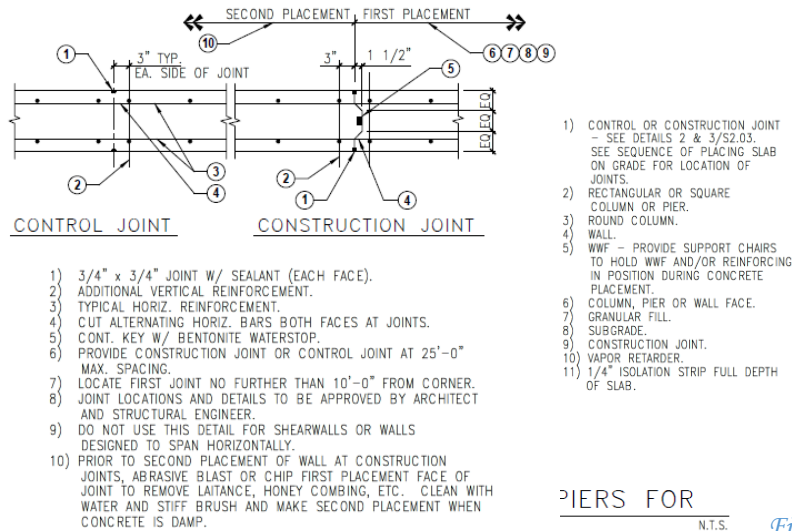 SECOND PLACEMENT FIRST PLACEMENT
10
6 7 8 9
1
3" TYP.
EA. SIDE OF JOINT
3"
1 1/2"
5
EQ
EQ
EQ
2
3
4
2
1
4
CONTROL JOINT
CONSTRUCTION JOINT
1) 3/4" x 3/4" JOINT W/ SEALANT (EACH FACE).
2) ADDITIONAL VERTICAL REINFORCEMENT.
3) TYPICAL HORIZ. REINFORCEMENT.
4) CUT ALTERNATING HORIZ. BARS BOTH FACES AT JOINTS.
5) CONT. KEY W/ BENTONITE WATERSTOP.
6) PROVIDE CONSTRUCTION JOINT OR CONTROL JOINT AT 25'-0"
MAX. SPACING.
7) LOCATE FIRST JOINT NO FURTHER THAN 10'-0" FROM CORNER.
8) JOINT LOCATIONS AND DETAILS TO BE APPROVED BY ARCHITECT
AND STRUCTURAL ENGINEER.
9) DO NOT USE THIS DETAIL FOR SHEARWALLS OR WALLS
DESIGNED TO SPAN HORIZONTALLY.
10) PRIOR TO SECOND PLACEMENT OF WALL AT CONSTRUCTION
JOINTS, ABRASIVE BLAST OR CHIP FIRST PLACEMENT FACE OF
JOINT TO REMOVE LAITANCE, HONEY COMBING, ETC. CLEAN WITH
WATER AND STIFF BRUSH AND MAKE SECOND PLACEMENT WHEN
CONCRETE IS DAMP.
1) CONTROL OR CONSTRUCTION JOINT
- SEE DETAILS 2 & 3/S2.03.
SEE SEQUENCE OF PLACING SLAB
ON GRADE FOR LOCATION OF
JOINTS.
2) RECTANGULAR OR SQUARE
COLUMN OR PIER.
3) ROUND COLUMN.
4) WALL.
5) WWF - PROVIDE SUPPORT CHAIRS
TO HOLD WWF AND/OR REINFORCING
IN POSITION DURING CONCRETE
PLACEMENT.
6) COLUMN, PIER OR WALL FACE.
7) GRANULAR FILL.
8) SUBGRADE.
9) CONSTRUCTION JOINT.
10) VAPOR RETARDER.
11) 1/4" ISOLATION STRIP FULL DEPTH
OF SLAB.
PIERS FOR
N.T.S.